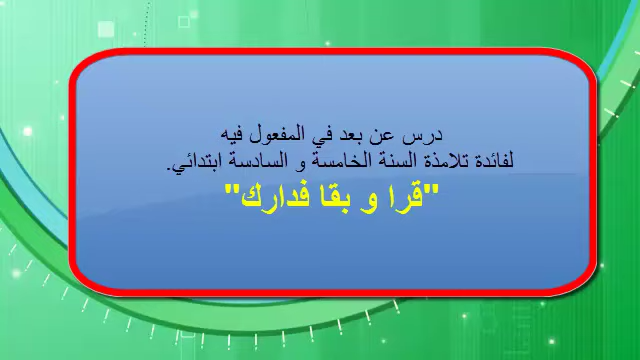 درس عن بعد في المفعول فيه
لفائدة تلامذة السنة الخامسة و السادسة ابتدائي.
"قرا و بقا فدارك"